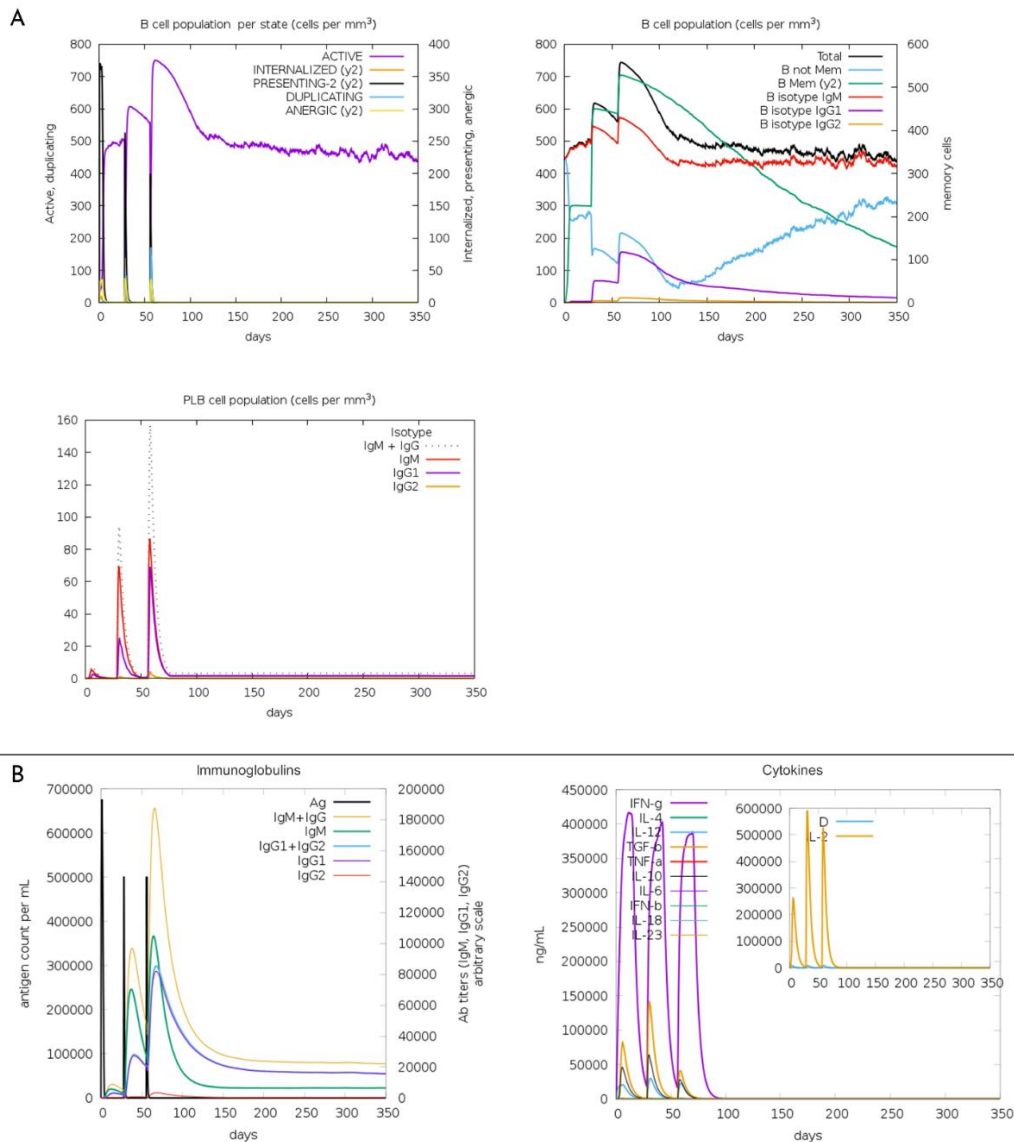 A
B cell population per state (cells per mm³)
800
700
600
500
400
300
200
100
0
Active, duplicating
400
350
300
250
200
150
100
50
0
Internalized, presenting, anergic
ACTIVE
INTERNALIZED (y2)
PRESENTING-2 (y2)
DUPLICATING
ANERGIC (y2)
0 50 100 150 200 250 300 350
days
B cell population (cells per mm³)
800
700
600
500
400
300
200
100
0
600
500
400
300
200
100
0
memory cells
Total
B not Mem
B Mem (y2)
B isotype IgM
B isotype IgG1
B isotype IgG2
0 50 100 150 200 250 300 350
days
PLB cell population (cells per mm³)
160
140
120
100
80
60
40
20
0
Isotype
IgM + IgG
IgM
IgG1
IgG2
0 50 100 150 200 250 300 350
days
B
Immunoglobulins
700000
600000
500000
400000
300000
200000
100000
0
antigen count per mL
200000
180000
160000
140000
120000
100000
80000
60000
40000
20000
0
Ab titers (IgM, IgG1, IgG2)
arbitrary scale
Ag
IgM+IgG
IgM
IgG1+IgG2
IgG1
IgG2
0 50 100 150 200 250 300 350
days
Cytokines
450000
400000
350000
300000
250000
200000
150000
100000
50000
0
ng/mL
IFN-g
IL-4
IL-12
TGF-b
TNF-a
IL-10
IL-6
IFN-b
IL-18
IL-23
0 50 100 150 200 250 300 350
days
600000
500000
400000
300000
200000
100000
0
D
IL-2
0 50 100 150 200 250 300 350